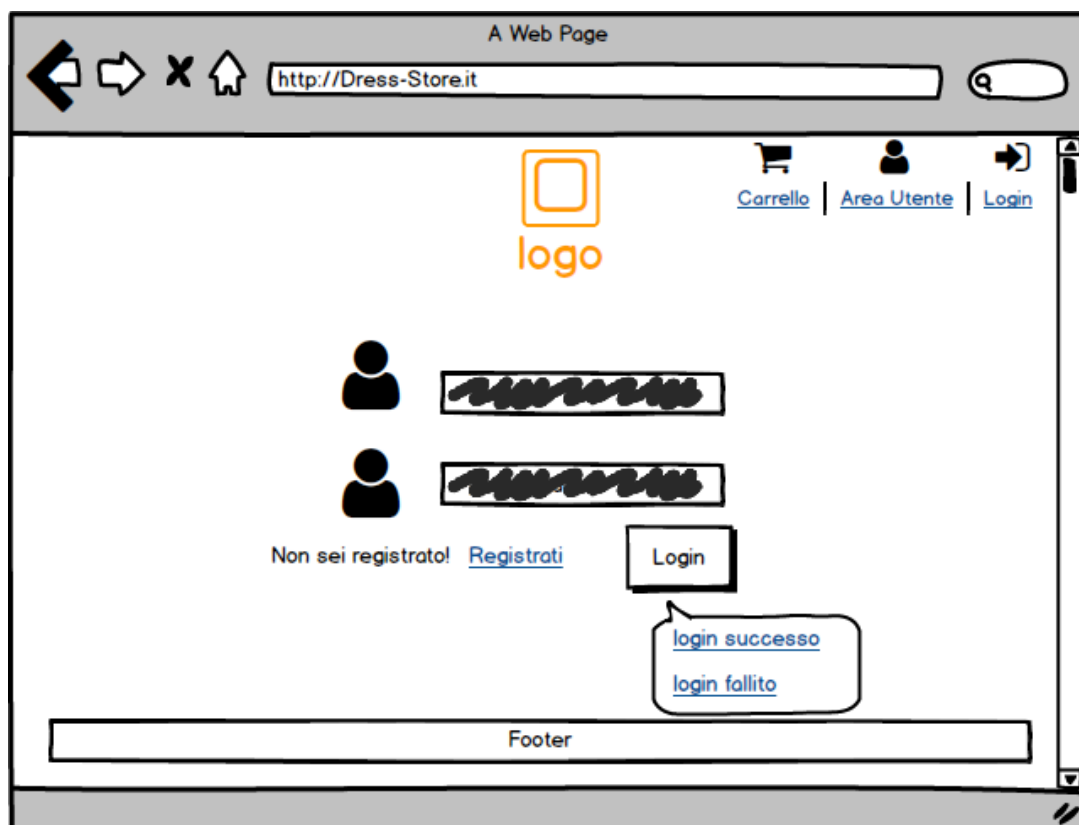 A Web Page
http://Dress-Store.it
Carrello Area Utente Login
logo
Non sei registrato! Registrati Login
login successo
login fallito
Footer